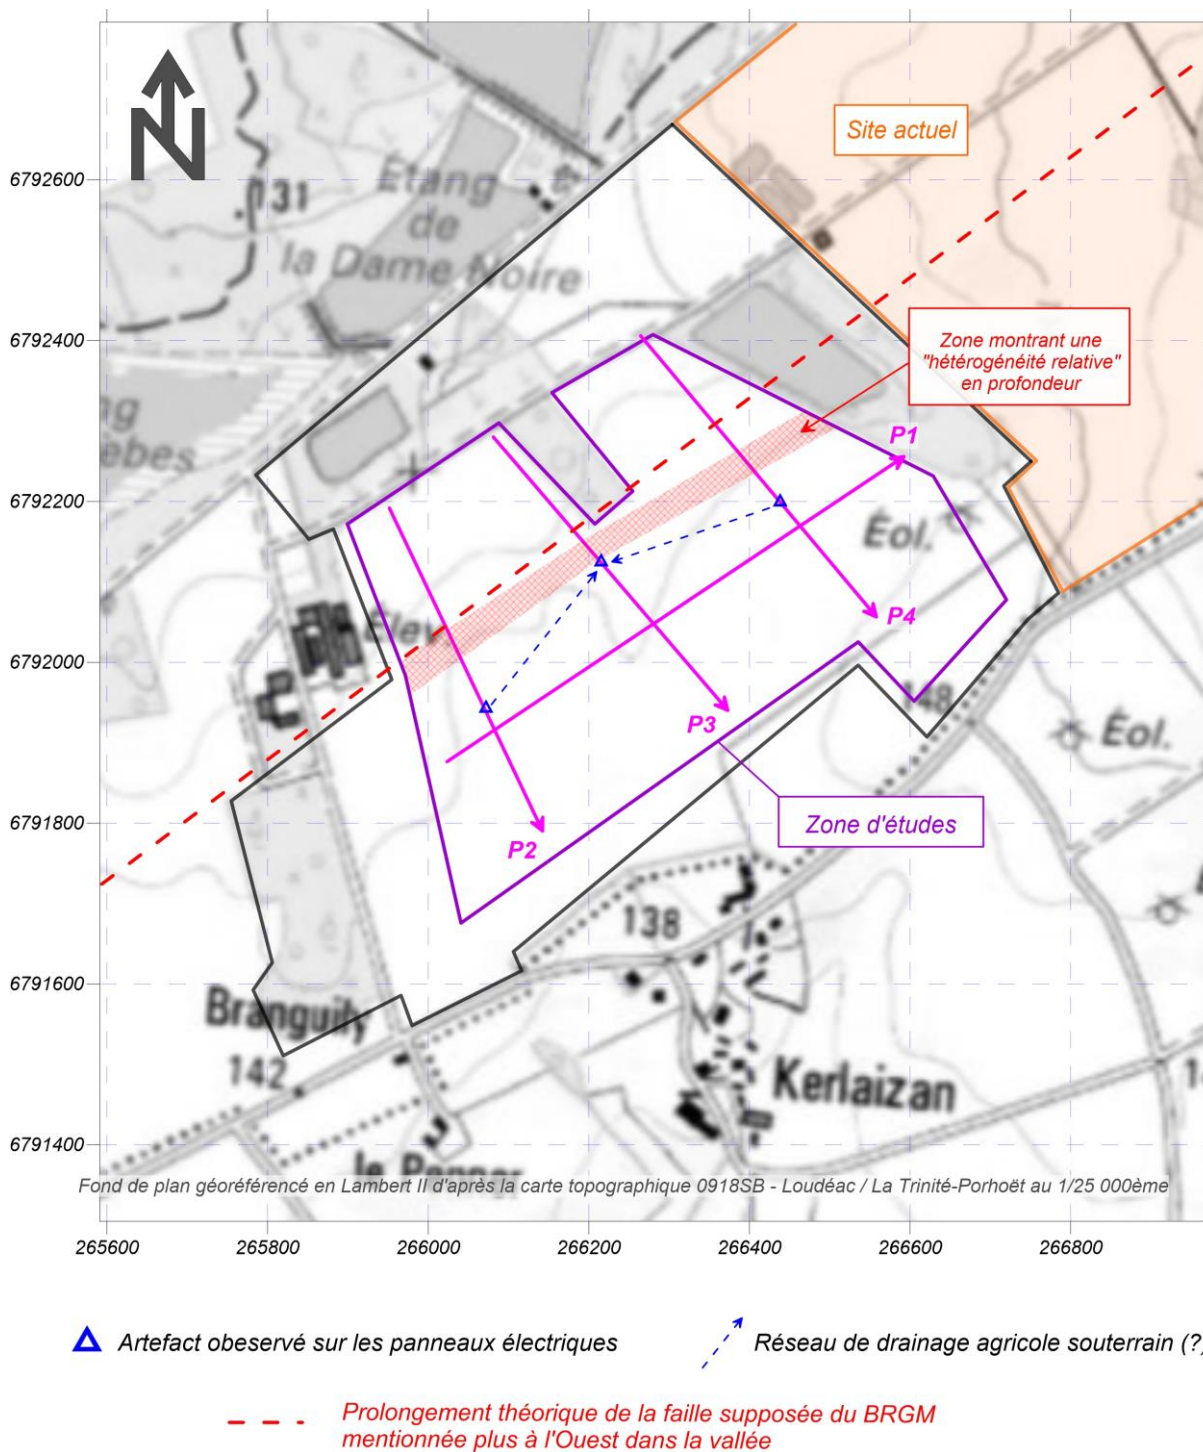 N
6792600
6792400
6792200
6792000
6791800
6791600
6791400
131
Etang
de
la Dame Noire
ebes
Site actuel
Zone montrant une
"hétérogénéité relative"
en profondeur
P1
Éol.
Elev.
P4
148
P3
Éol.
P2
Zone d'études
138
Branguily
142
Kerlaizan
Fond de plan géoréférencé en Lambert II d'après la carte topographique 0918SB - Loudéac / La Trinité-Porhoët au 1/25 000ème
265600 265800 266000 266200 266400 266600 266800
Artefact obeservé sur les panneaux électriques
Réseau de drainage agricole souterrain (?)
Prolongement théorique de la faille supposée du BRGM
mentionnée plus à l'Ouest dans la vallée